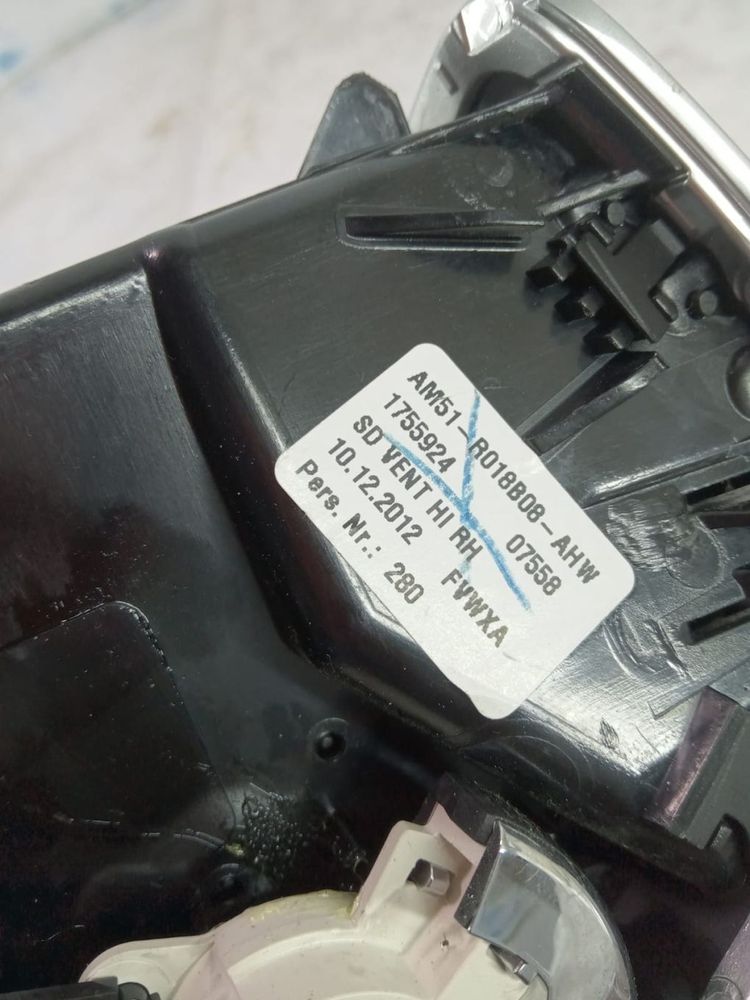 AM51-R018B08-AHW
1755924 07558
SD VENT HI RH
10.12.2012 FVWXA
Pers. Nr.: 280